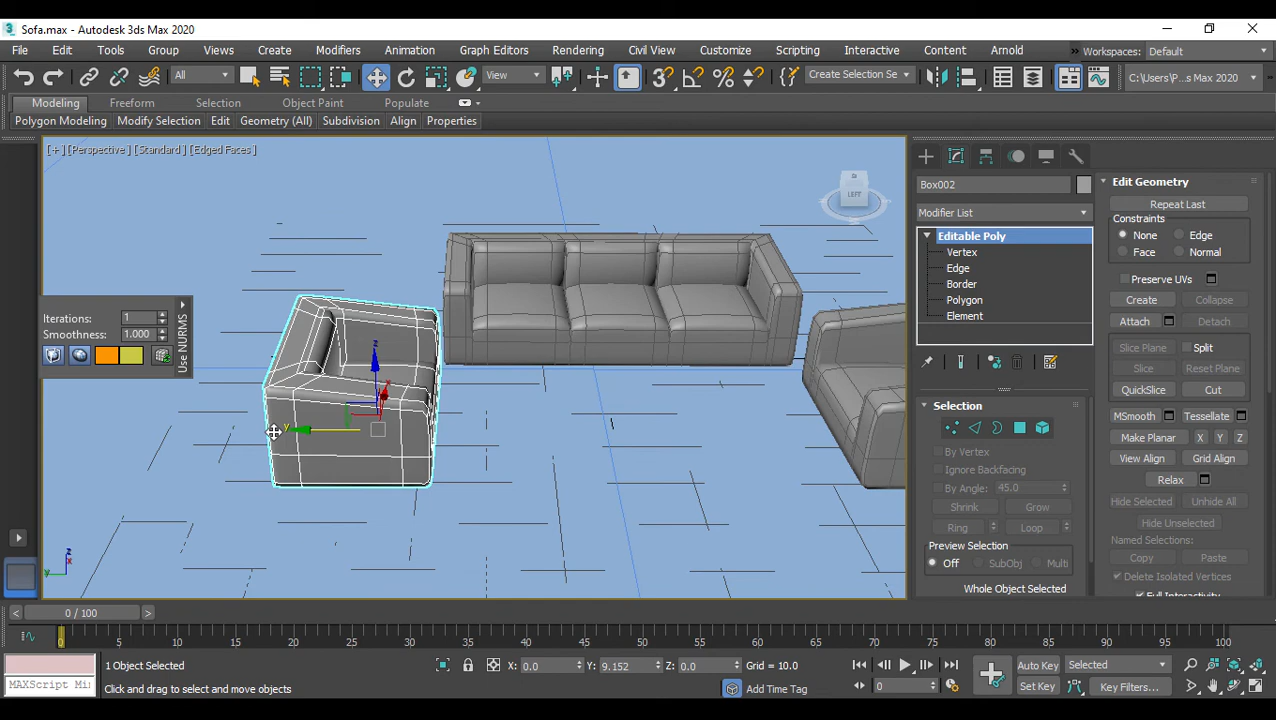 Sofa.max - Autodesk 3ds Max 2020
File Edit Tools Group Views Create Modifiers Animation Graph Editors Rendering Civil View Customize Scripting Interactive Content Arnold » Workspaces: Default
All View Create Selection Se C:\Users\P...s Max 2020
Modeling Freeform Selection Object Paint Populate
Polygon Modeling Modify Selection Edit Geometry (All) Subdivision Align Properties
[+] [Perspective] [Standard] [Edged Faces]
LEFT
Iterations: 1
Smoothness: 1.000
Use NURMS
z
x
y
z
x
y
Box002
Modifier List
Editable Poly
Vertex
Edge
Border
Polygon
Element
Selection
By Vertex
Ignore Backfacing
By Angle: 45.0
Shrink Grow
Ring Loop
Preview Selection
Off SubObj Multi
Whole Object Selected
Edit Geometry
Repeat Last
Constraints
None Edge
Face Normal
Preserve UVs
Create Collapse
Attach Detach
Slice Plane Split
Slice Reset Plane
QuickSlice Cut
MSmooth Tessellate
Make Planar X Y Z
View Align Grid Align
Relax
Hide Selected Unhide All
Hide Unselected
Named Selections:
Copy Paste
Delete Isolated Vertices
Full Interactivity
< 0 / 100 >
0 5 10 15 20 25 30 35 40 45 50 55 60 65 70 75 80 85 90 95 100
1 Object Selected X: 0.0 Y: 9.152 Z: 0.0 Grid = 10.0 Auto Key Selected
MAXScript Mi Click and drag to select and move objects Add Time Tag 0 Set Key Key Filters...